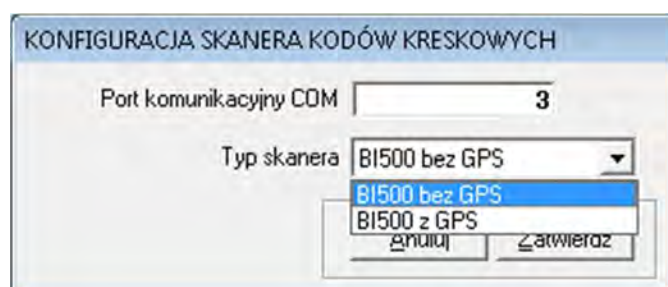 KONFIGURACJA SKANERA KODÓW KRESKOWYCH
Port komunikacyjny COM 3
Typ skanera BI500 bez GPS
BI500 bez GPS
BI500 z GPS
Anuluj Zatwierdź